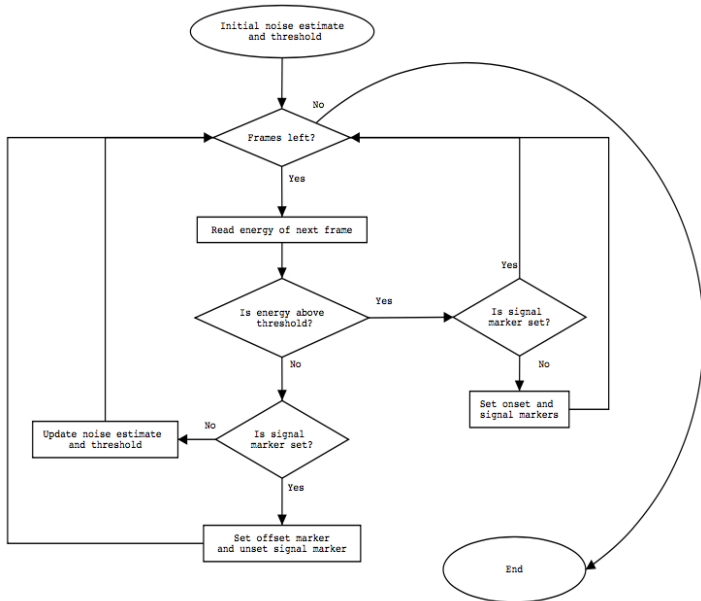 Initial noise estimate
and threshold
No
Frames left?
Yes
Read energy of next frame
Is energy above
threshold?
Yes
Yes
Is signal
marker set?
No
No
Set onset and
signal markers
Update noise estimate
and threshold
No
Is signal
marker set?
Yes
Set offset marker
and unset signal marker
End